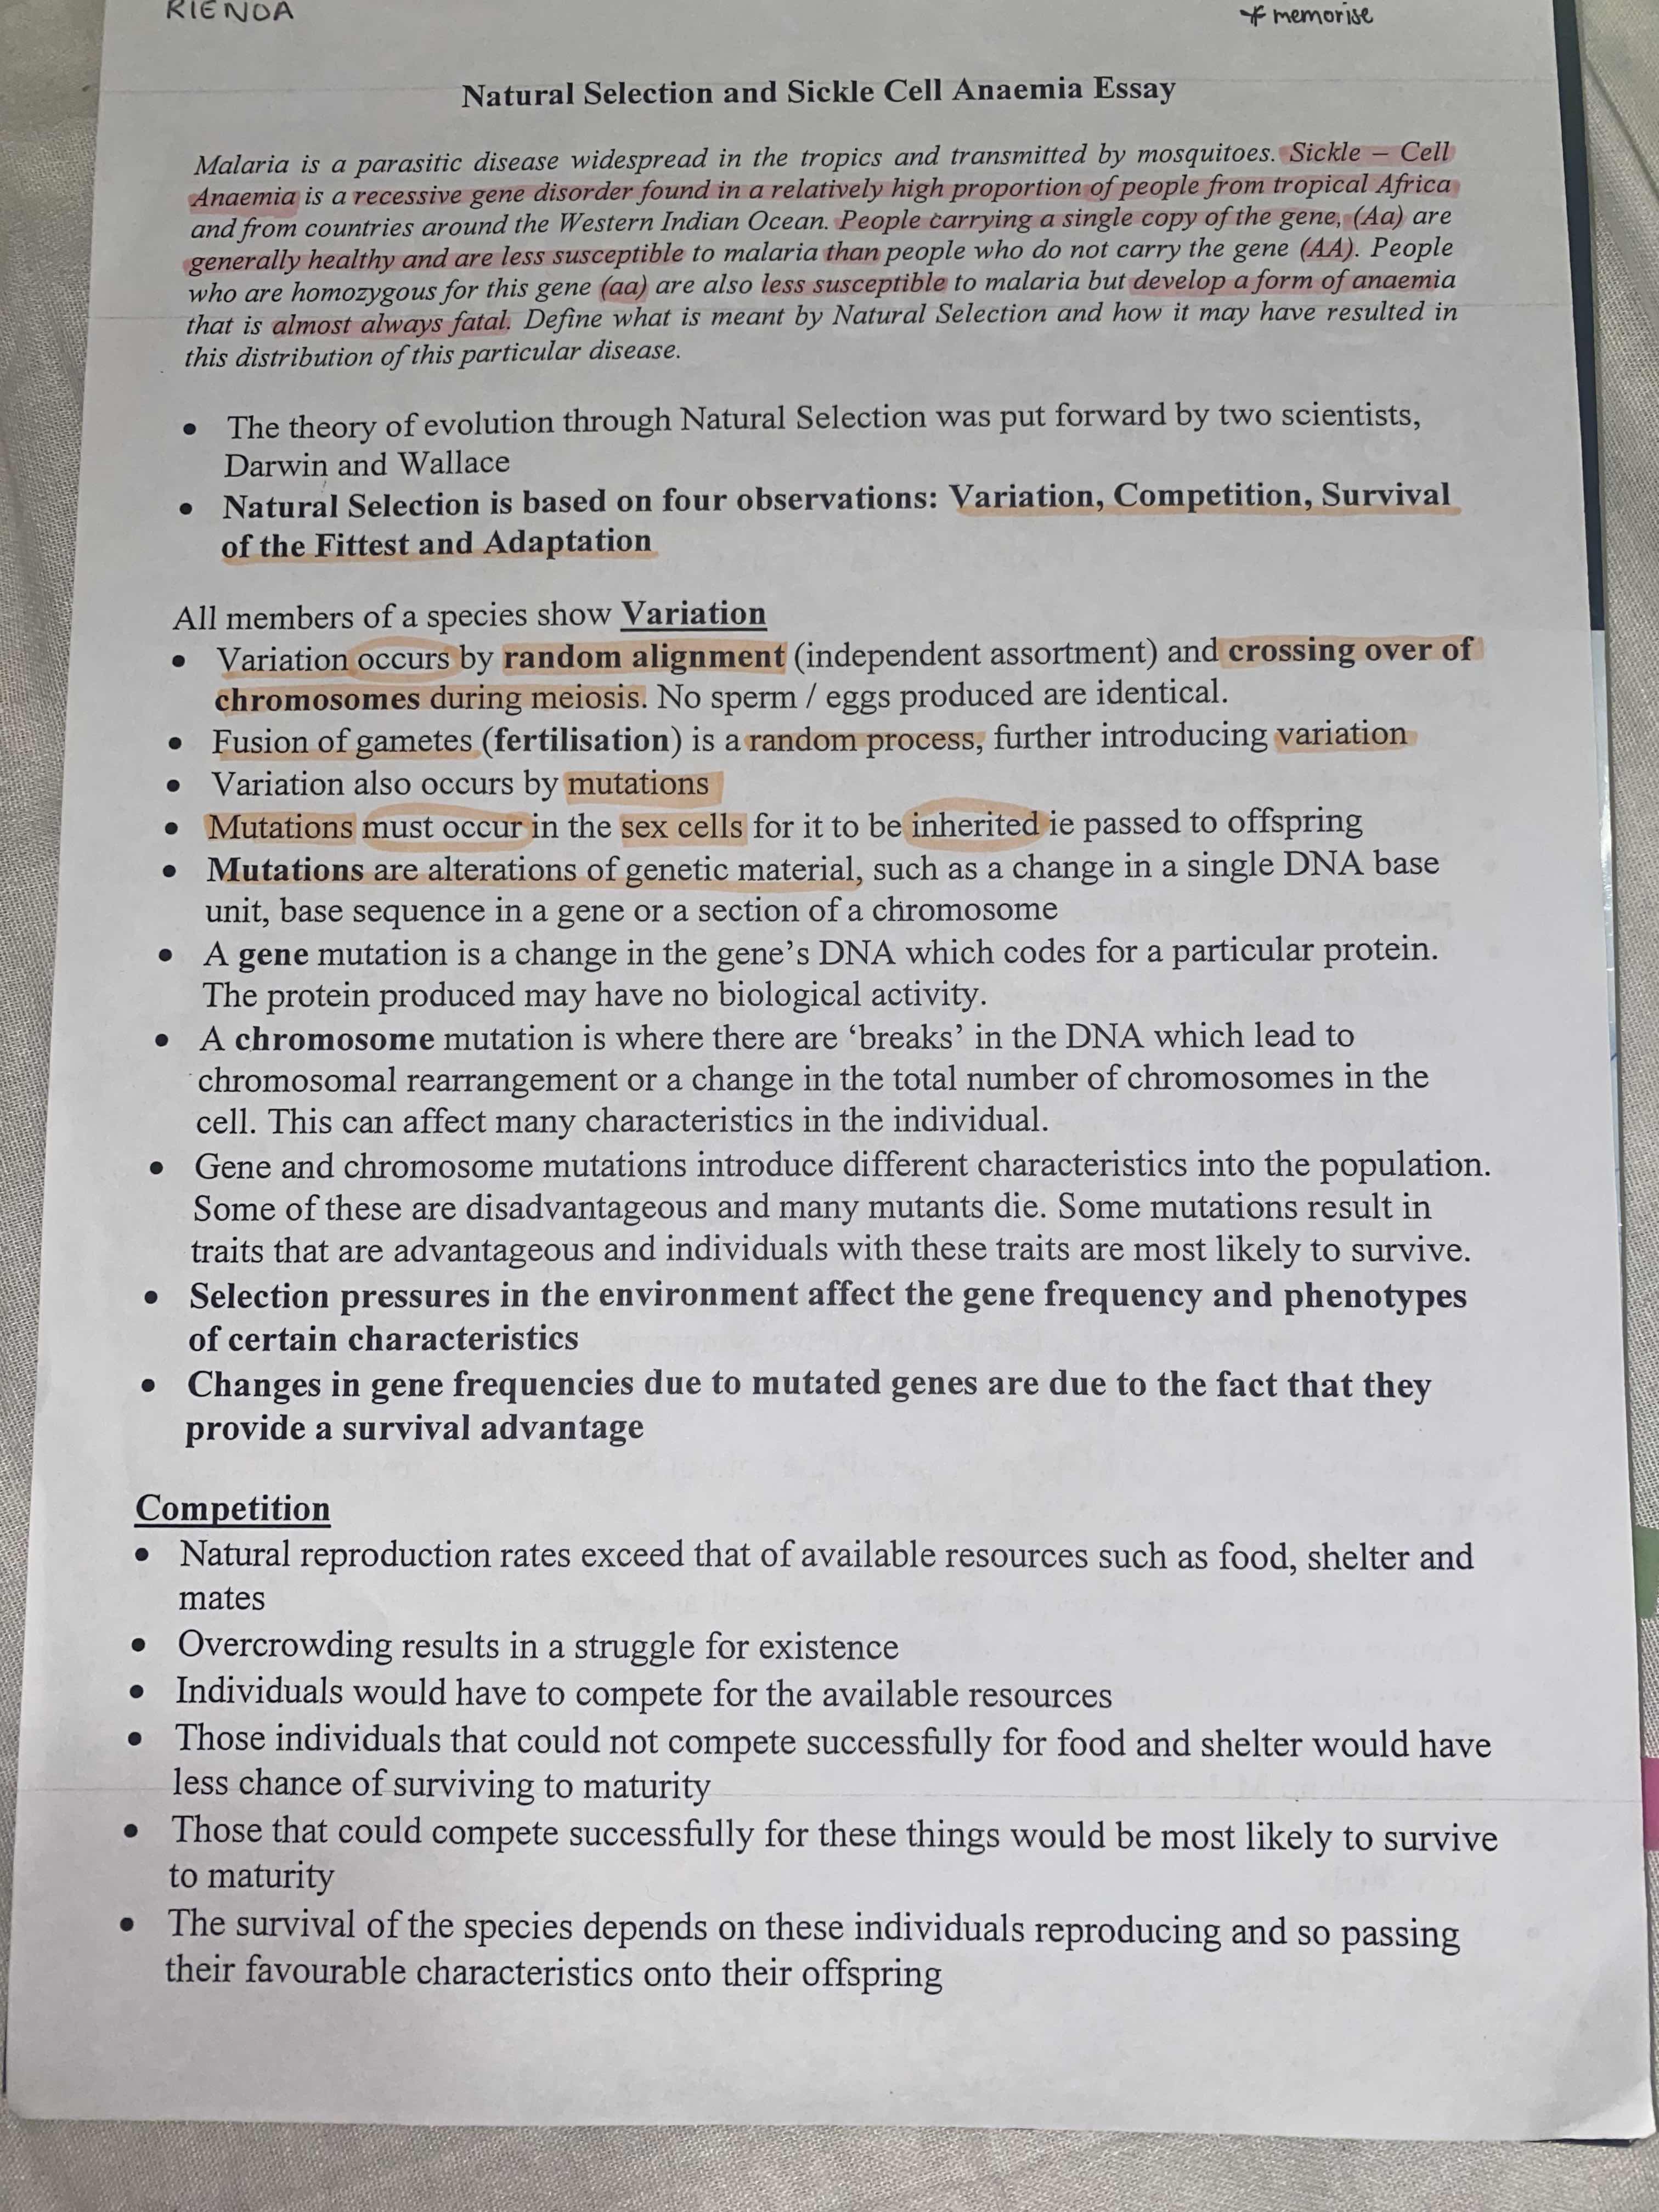 RIENDA
* memorise
Natural Selection and Sickle Cell Anaemia Essay
Malaria is a parasitic disease widespread in the tropics and transmitted by mosquitoes. Sickle – Cell
Anaemia is a recessive gene disorder found in a relatively high proportion of people from tropical Africa
and from countries around the Western Indian Ocean. People carrying a single copy of the gene, (Aa) are
generally healthy and are less susceptible to malaria than people who do not carry the gene (AA). People
who are homozygous for this gene (aa) are also less susceptible to malaria but develop a form of anaemia
that is almost always fatal. Define what is meant by Natural Selection and how it may have resulted in
this distribution of this particular disease.
• The theory of evolution through Natural Selection was put forward by two scientists,
Darwin and Wallace
• Natural Selection is based on four observations: Variation, Competition, Survival
of the Fittest and Adaptation
All members of a species show Variation
• Variation occurs by random alignment (independent assortment) and crossing over of
chromosomes during meiosis. No sperm / eggs produced are identical.
• Fusion of gametes (fertilisation) is a random process, further introducing variation
• Variation also occurs by mutations
• Mutations must occur in the sex cells for it to be inherited ie passed to offspring
• Mutations are alterations of genetic material, such as a change in a single DNA base
unit, base sequence in a gene or a section of a chromosome
• A gene mutation is a change in the gene’s DNA which codes for a particular protein.
The protein produced may have no biological activity.
• A chromosome mutation is where there are ‘breaks’ in the DNA which lead to
chromosomal rearrangement or a change in the total number of chromosomes in the
cell. This can affect many characteristics in the individual.
• Gene and chromosome mutations introduce different characteristics into the population.
Some of these are disadvantageous and many mutants die. Some mutations result in
traits that are advantageous and individuals with these traits are most likely to survive.
• Selection pressures in the environment affect the gene frequency and phenotypes
of certain characteristics
• Changes in gene frequencies due to mutated genes are due to the fact that they
provide a survival advantage
Competition
• Natural reproduction rates exceed that of available resources such as food, shelter and
mates
• Overcrowding results in a struggle for existence
• Individuals would have to compete for the available resources
• Those individuals that could not compete successfully for food and shelter would have
less chance of surviving to maturity
• Those that could compete successfully for these things would be most likely to survive
to maturity
• The survival of the species depends on these individuals reproducing and so passing
their favourable characteristics onto their offspring